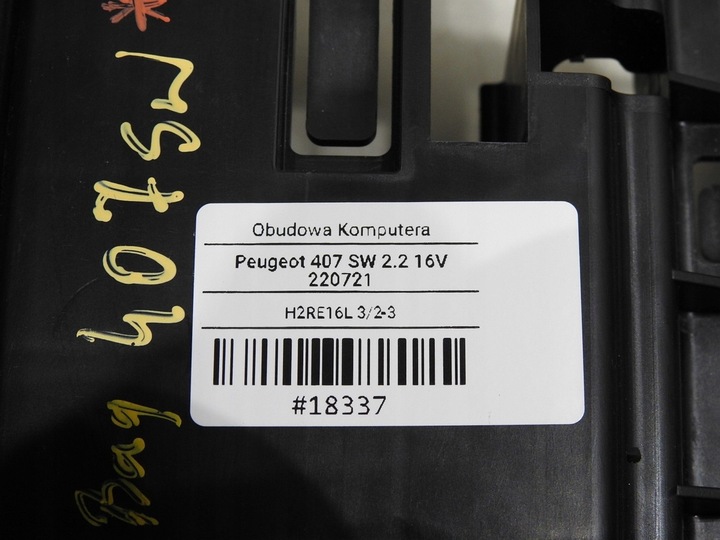 Obudowa Komputera
Peugeot 407 SW 2.2 16V
220721
H2RE16L 3/2-3
#18337
407SW